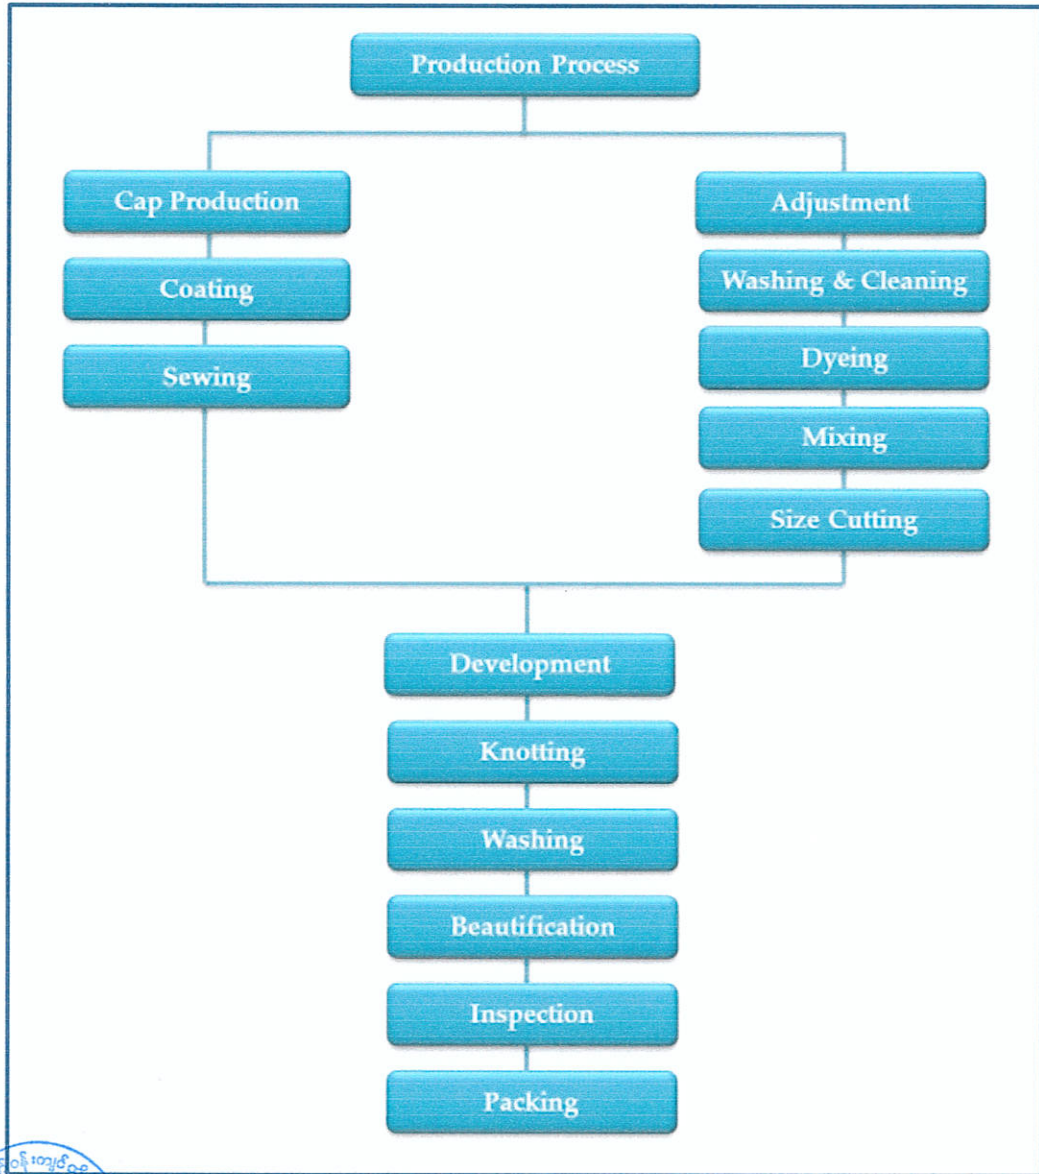 Production Process
Cap Production
Coating
Sewing
Adjustment
Washing & Cleaning
Dyeing
Mixing
Size Cutting
Development
Knotting
Washing
Beautification
Inspection
Packing